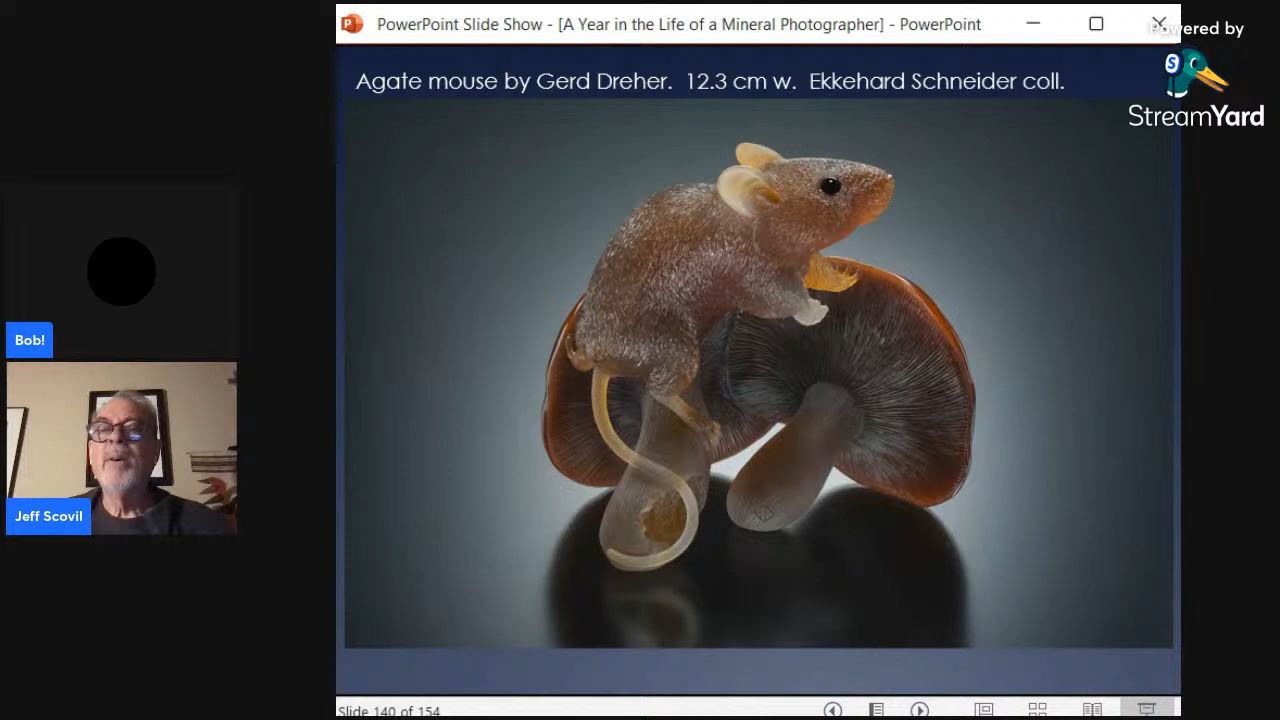 PowerPoint Slide Show - [A Year in the Life of a Mineral Photographer] - PowerPoint
Powered by
StreamYard
Agate mouse by Gerd Dreher. 12.3 cm w. Ekkehard Schneider coll.
Bob!
Jeff Scovil
Slide 140 of 154